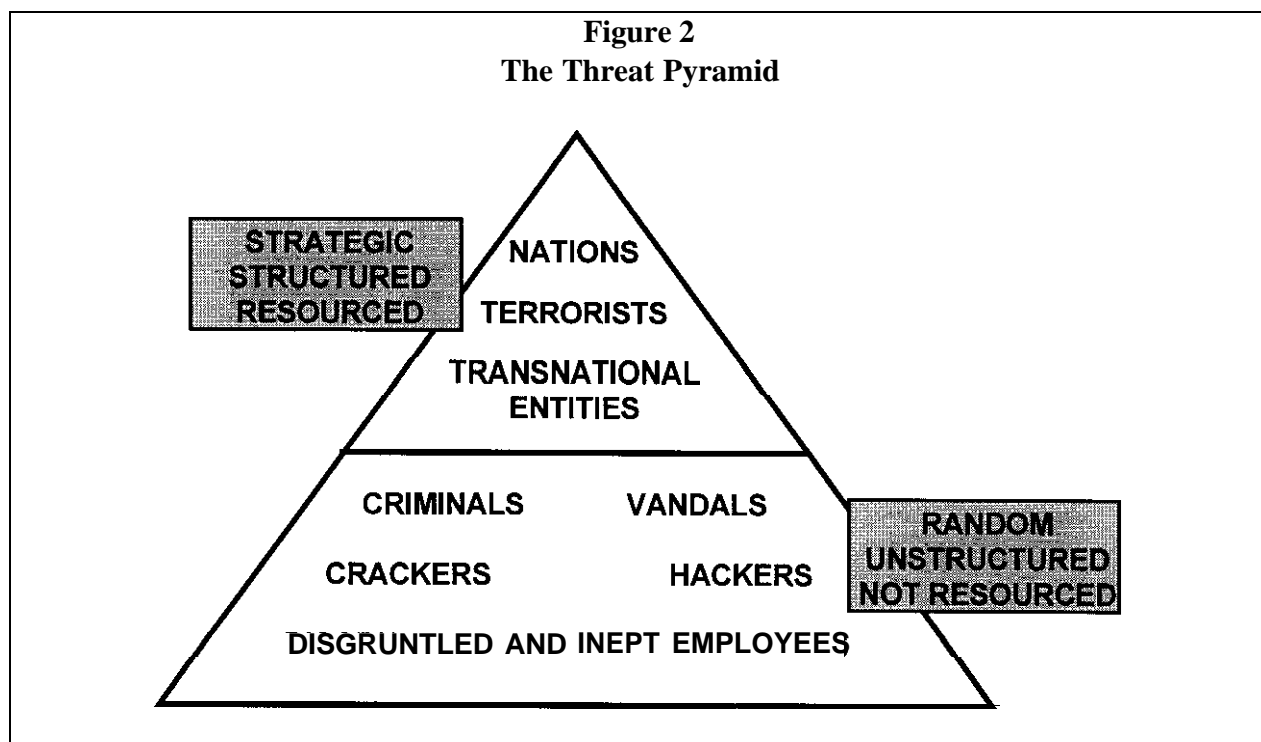 Figure 2
The Threat Pyramid
STRATEGIC
STRUCTURED
RESOURCED
NATIONS
TERRORISTS
TRANSNATIONAL
ENTITIES
CRIMINALS VANDALS
CRACKERS HACKERS
DISGRUNTLED AND INEPT EMPLOYEES
RANDOM
UNSTRUCTURED
NOT RESOURCED